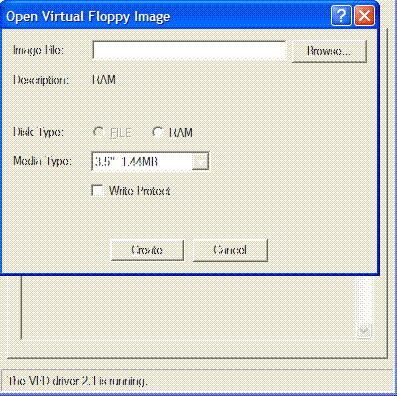 Open Virtual Floppy Image
Image File: Browse...
Description: RAM
Disk Type: FILE RAM
Media Type: 3.5" 1.44MB
Write Protect
Create Cancel
The VFD driver 2.1 is running.